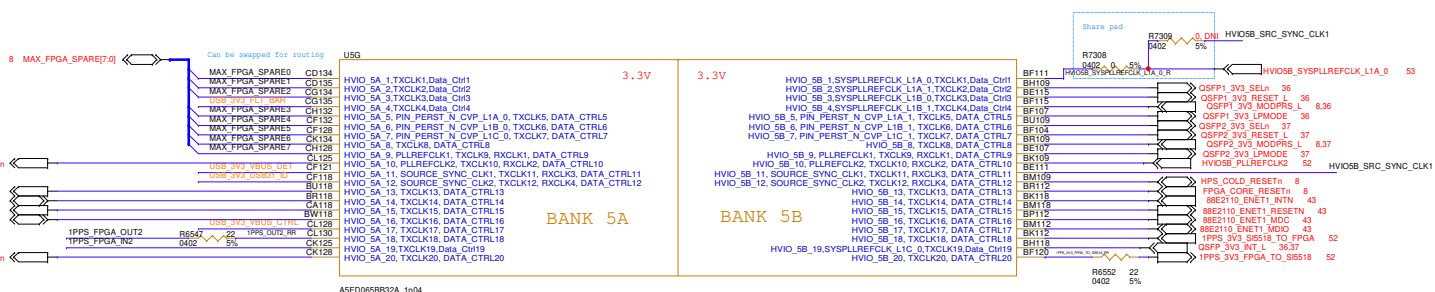 Share pad
R7309
0, DNI
HVIO5B_SRC_SYNC_CLK1
0402
5%
Can be swapped for routing
U5G
8 MAX_FPGA_SPARE[7:0]
R7308
0402 0 5%
HVIO5B_SYSPLLREFCLK_L1A_0_R
HVIO5B_SYSPLLREFCLK_L1A_0 53
3.3V
3.3V
MAX_FPGA_SPARE0 CD134
MAX_FPGA_SPARE1 CD135
MAX_FPGA_SPARE2 CG134
USB_3V3_FLT_BAR CG135
MAX_FPGA_SPARE3 CH132
MAX_FPGA_SPARE4 CF132
MAX_FPGA_SPARE5 CF128
MAX_FPGA_SPARE6 CK134
MAX_FPGA_SPARE7 CH128
CL125
USB_3V3_VBUS_DET CF121
USB_3V3_USB31_ID CF118
BU118
BR118
CA118
BW118
USB_3V3_VBUS_CTRL CL128
1PPS_FPGA_OUT2 R6547 22 1PPS_OUT2_RR CL130
1PPS_FPGA_IN2 0402 5% CK125
CK128
n
n
HVIO_5A_1,TXCLK1,Data_Ctrl1
HVIO_5A_2,TXCLK2,Data_Ctrl2
HVIO_5A_3,TXCLK3,Data_Ctrl3
HVIO_5A_4,TXCLK4,Data_Ctrl4
HVIO_5A_5, PIN_PERST_N_CVP_L1A_0, TXCLK5, DATA_CTRL5
HVIO_5A_6, PIN_PERST_N_CVP_L1B_0, TXCLK6, DATA_CTRL6
HVIO_5A_7, PIN_PERST_N_CVP_L1C_0, TXCLK7, DATA_CTRL7
HVIO_5A_8, TXCLK8, DATA_CTRL8
HVIO_5A_9, PLLREFCLK1, TXCLK9, RXCLK1, DATA_CTRL9
HVIO_5A_10, PLLREFCLK2, TXCLK10, RXCLK2, DATA_CTRL10
HVIO_5A_11, SOURCE_SYNC_CLK1, TXCLK11, RXCLK3, DATA_CTRL11
HVIO_5A_12, SOURCE_SYNC_CLK2, TXCLK12, RXCLK4, DATA_CTRL12
HVIO_5A_13, TXCLK13, DATA_CTRL13
HVIO_5A_14, TXCLK14, DATA_CTRL14
HVIO_5A_15, TXCLK15, DATA_CTRL15
HVIO_5A_16, TXCLK16, DATA_CTRL16
HVIO_5A_17, TXCLK17, DATA_CTRL17
HVIO_5A_18, TXCLK18, DATA_CTRL18
HVIO_5A_19,TXCLK19,Data_Ctrl19
HVIO_5A_20, TXCLK20, DATA_CTRL20
BANK 5A
BANK 5B
HVIO_5B_1,SYSPLLREFCLK_L1A_0,TXCLK1,Data_Ctrl1
HVIO_5B_2,SYSPLLREFCLK_L1A_1,TXCLK2,Data_Ctrl2
HVIO_5B_3,SYSPLLREFCLK_L1B_0,TXCLK3,Data_Ctrl3
HVIO_5B_4,SYSPLLREFCLK_L1B_1,TXCLK4,Data_Ctrl4
HVIO_5B_5, PIN_PERST_N_CVP_L1A_1, TXCLK5, DATA_CTRL5
HVIO_5B_6, PIN_PERST_N_CVP_L1B_1, TXCLK6, DATA_CTRL6
HVIO_5B_7, PIN_PERST_N_CVP_L1C_1, TXCLK7, DATA_CTRL7
HVIO_5B_8, TXCLK8, DATA_CTRL8
HVIO_5B_9, PLLREFCLK1, TXCLK9, RXCLK1, DATA_CTRL9
HVIO_5B_10, PLLREFCLK2, TXCLK10, RXCLK2, DATA_CTRL10
HVIO_5B_11, SOURCE_SYNC_CLK1, TXCLK11, RXCLK3, DATA_CTRL11
HVIO_5B_12, SOURCE_SYNC_CLK2, TXCLK12, RXCLK4, DATA_CTRL12
HVIO_5B_13, TXCLK13, DATA_CTRL13
HVIO_5B_14, TXCLK14, DATA_CTRL14
HVIO_5B_15, TXCLK15, DATA_CTRL15
HVIO_5B_16, TXCLK16, DATA_CTRL16
HVIO_5B_17, TXCLK17, DATA_CTRL17
HVIO_5B_18, TXCLK18, DATA_CTRL18
HVIO_5B_19,SYSPLLREFCLK_L1C_0,TXCLK19,Data_Ctrl19
HVIO_5B_20, TXCLK20, DATA_CTRL20
BF111
BH109 QSFP1_3V3_SELn 36
BE115 QSFP1_3V3_RESET_L 36
BF115 QSFP1_3V3_MODPRS_L 8,36
BF107 QSFP1_3V3_LPMODE 36
BU109 QSFP2_3V3_SELn 37
BF104 QSFP2_3V3_RESET_L 37
BR109 QSFP2_3V3_MODPRS_L 8,37
BE107 QSFP2_3V3_LPMODE 37
BK109 HVIO5B_PLLREFCLK2 52
BE111 HVIO5B_SRC_SYNC_CLK1
BM109 HPS_COLD_RESETn 8
BR112 FPGA_CORE_RESETn 8
BK118 88E2110_ENET1_INTN 43
BM118 88E2110_ENET1_RESETN 43
BP112 88E2110_ENET1_MDC 43
BM112 88E2110_ENET1_MDIO 43
BK112 1PPS_3V3_SI5518_TO_FPGA 52
BH118 QSFP_3V3_INT_L 36,37
BF120 1PPS_3V3_FPGA_TO_SI5518_RR 1PPS_3V3_FPGA_TO_SI5518 52
R6552 22
0402 5%
A5ED065BB32A_1p04